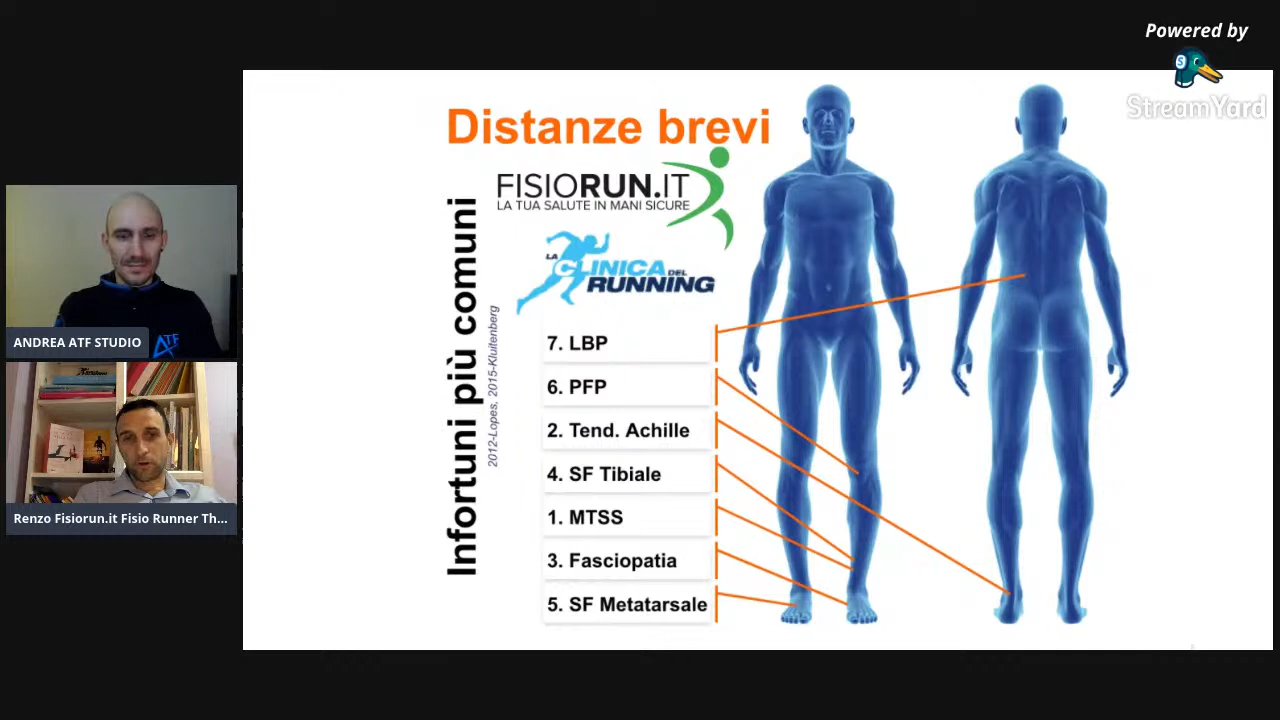 Powered by
StreamYard
Distanze brevi
FISIORUN.IT
LA TUA SALUTE IN MANI SICURE
LA CLINICA DEL
RUNNING
Infortuni più comuni
2012-Lopes, 2015-Kluitenberg
7. LBP
6. PFP
2. Tend. Achille
4. SF Tibiale
1. MTSS
3. Fasciopatia
5. SF Metatarsale
ANDREA ATF STUDIO
ATF
Renzo Fisiorun.it Fisio Runner Th...